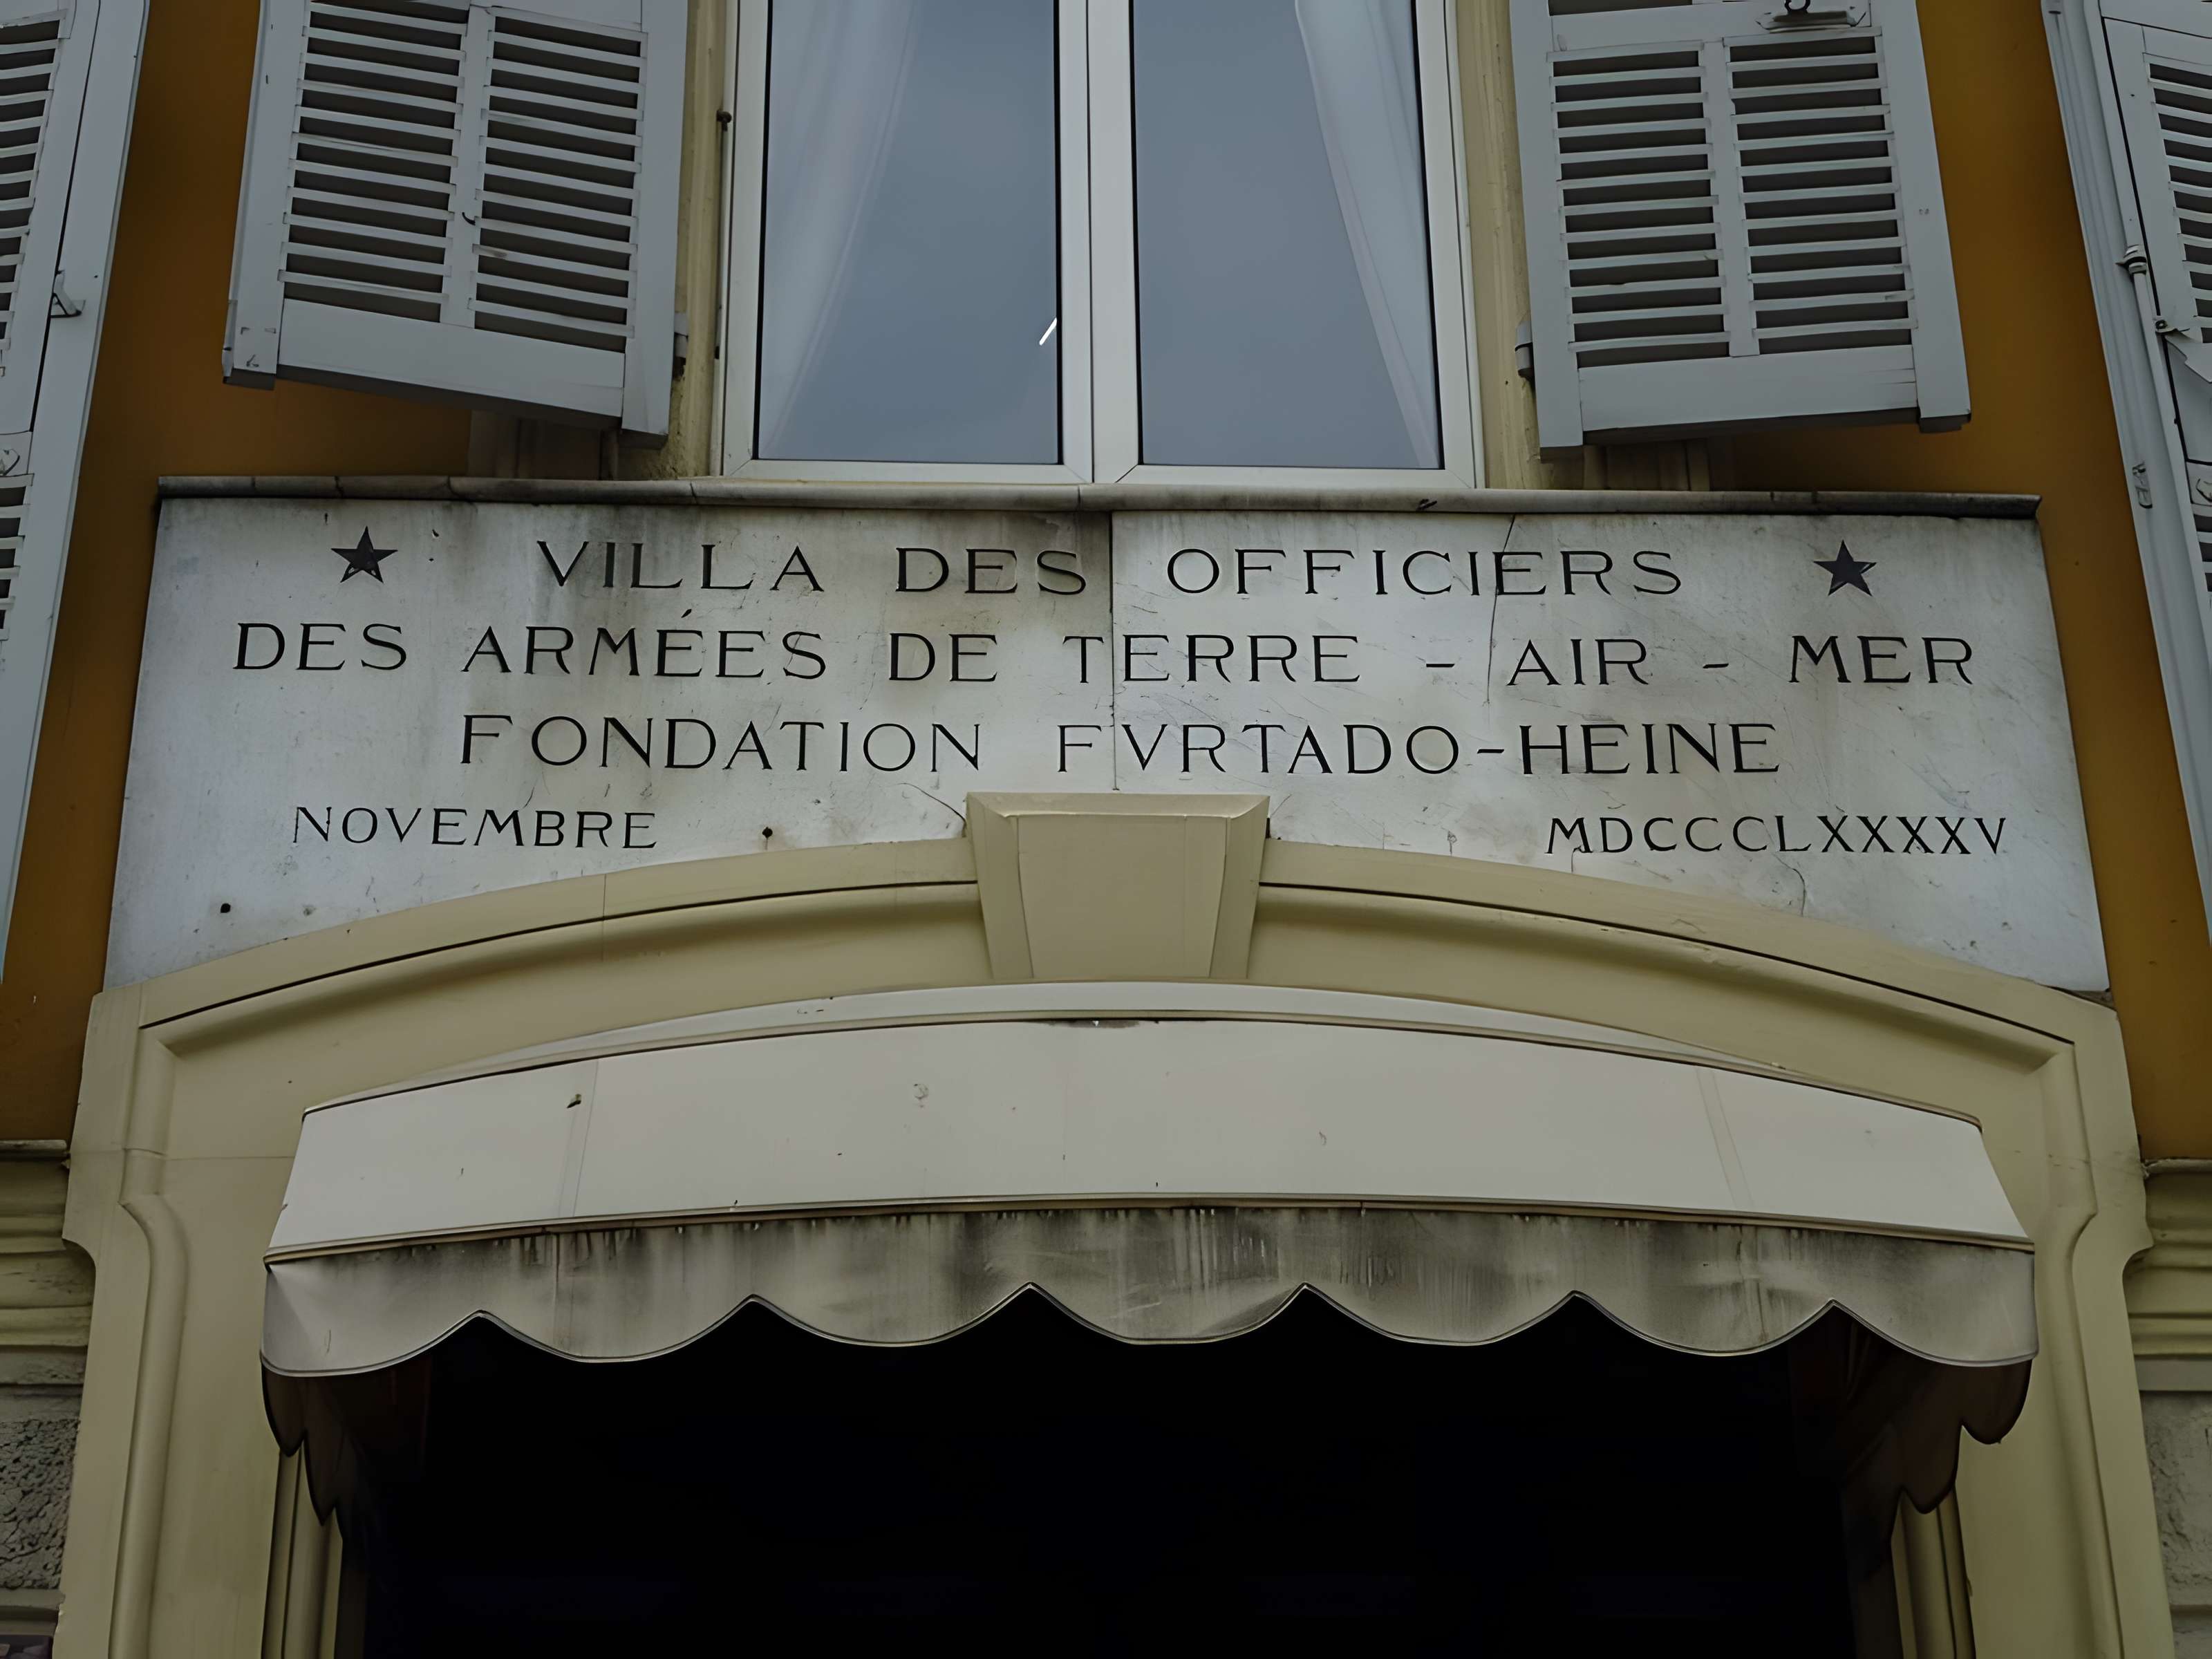 ★ VILLA DES OFFICIERS ★
DES ARMÉES DE TERRE - AIR - MER
FONDATION FVRTADO-HEINE
NOVEMBRE MDCCCLXXXXV